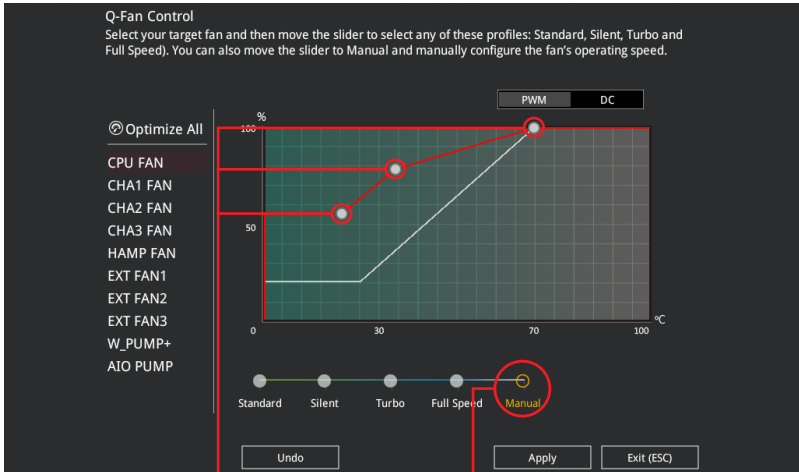 Q-Fan Control
Select your target fan and then move the slider to select any of these profiles: Standard, Silent, Turbo and
Full Speed). You can also move the slider to Manual and manually configure the fan's operating speed.
PWM DC
Optimize All
CPU FAN
CHA1 FAN
CHA2 FAN
CHA3 FAN
HAMP FAN
EXT FAN1
EXT FAN2
EXT FAN3
W_PUMP+
AIO PUMP
%
100
50
0 30 70 100 °C
Standard Silent Turbo Full Speed Manual
Undo Apply Exit (ESC)